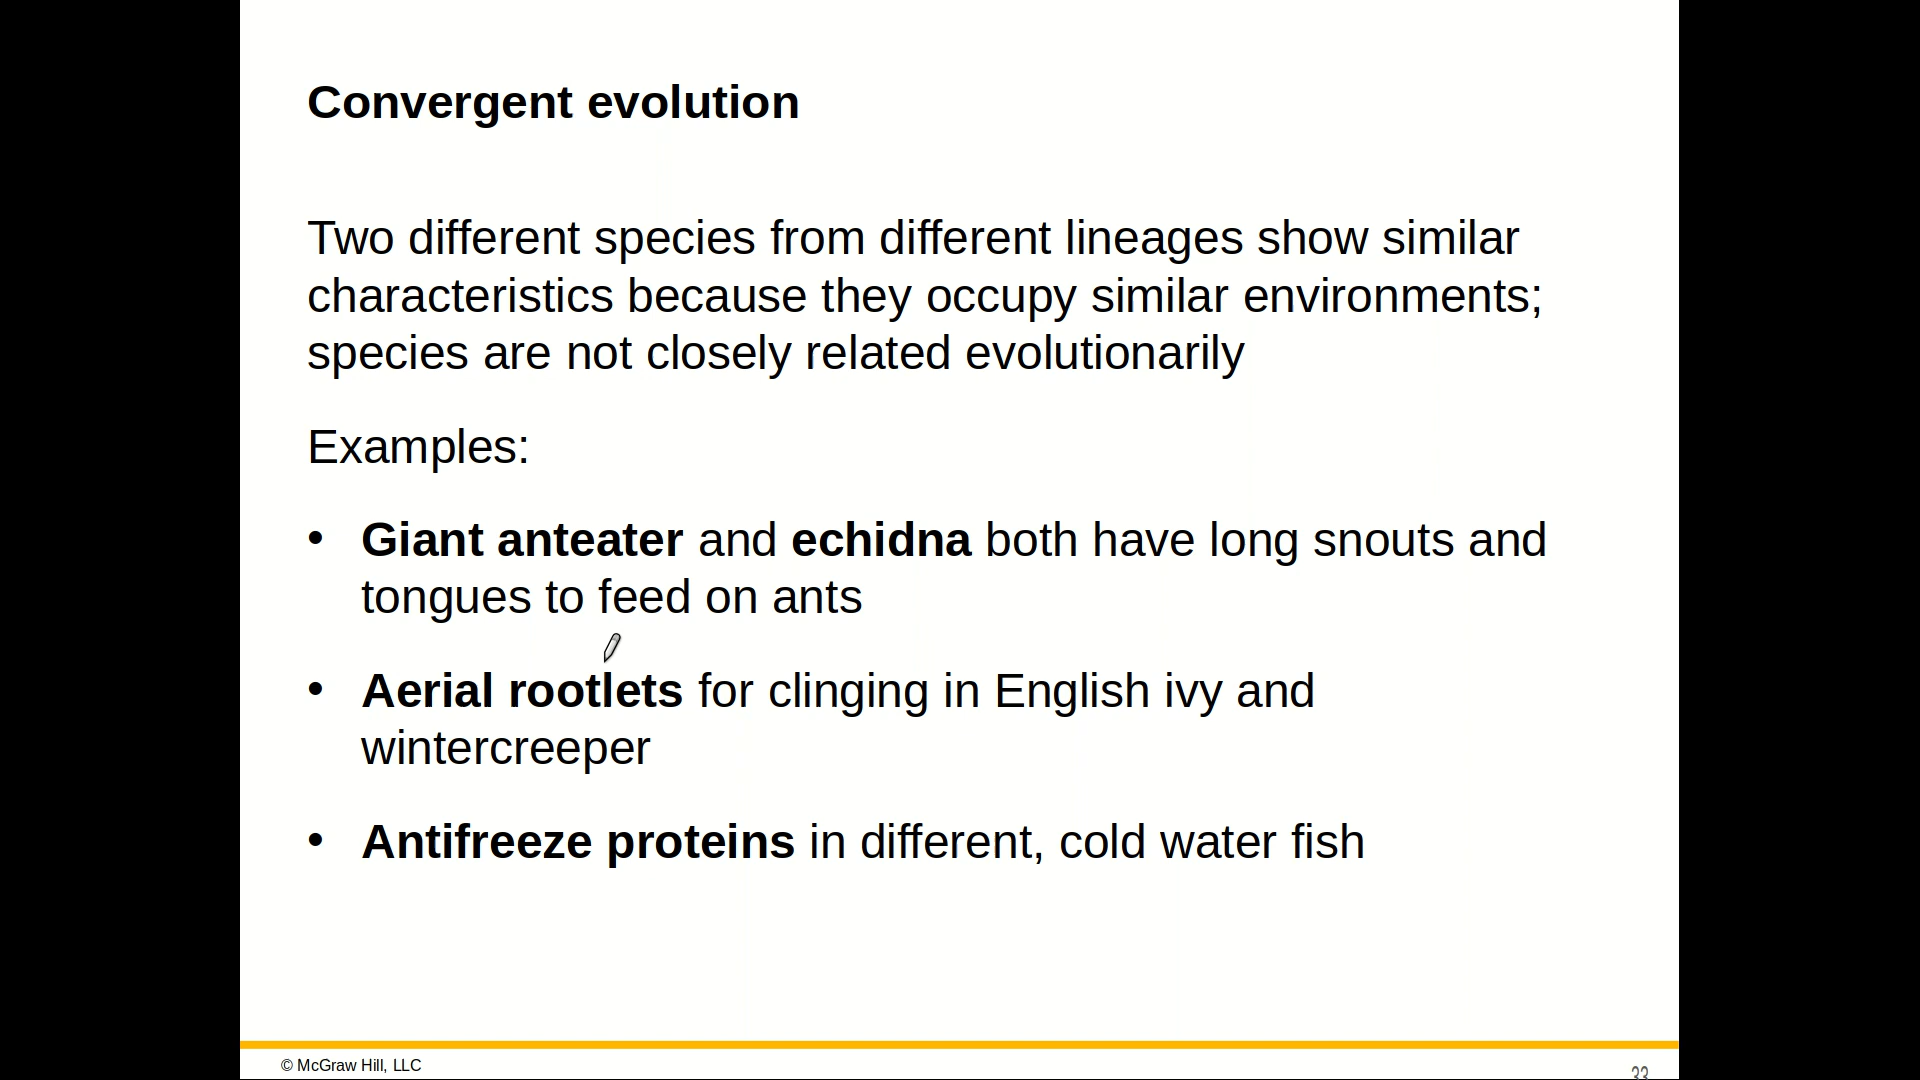 Convergent evolution
Two different species from different lineages show similar
characteristics because they occupy similar environments;
species are not closely related evolutionarily
Examples:
• Giant anteater and echidna both have long snouts and
tongues to feed on ants
• Aerial rootlets for clinging in English ivy and
wintercreeper
• Antifreeze proteins in different, cold water fish
© McGraw Hill, LLC